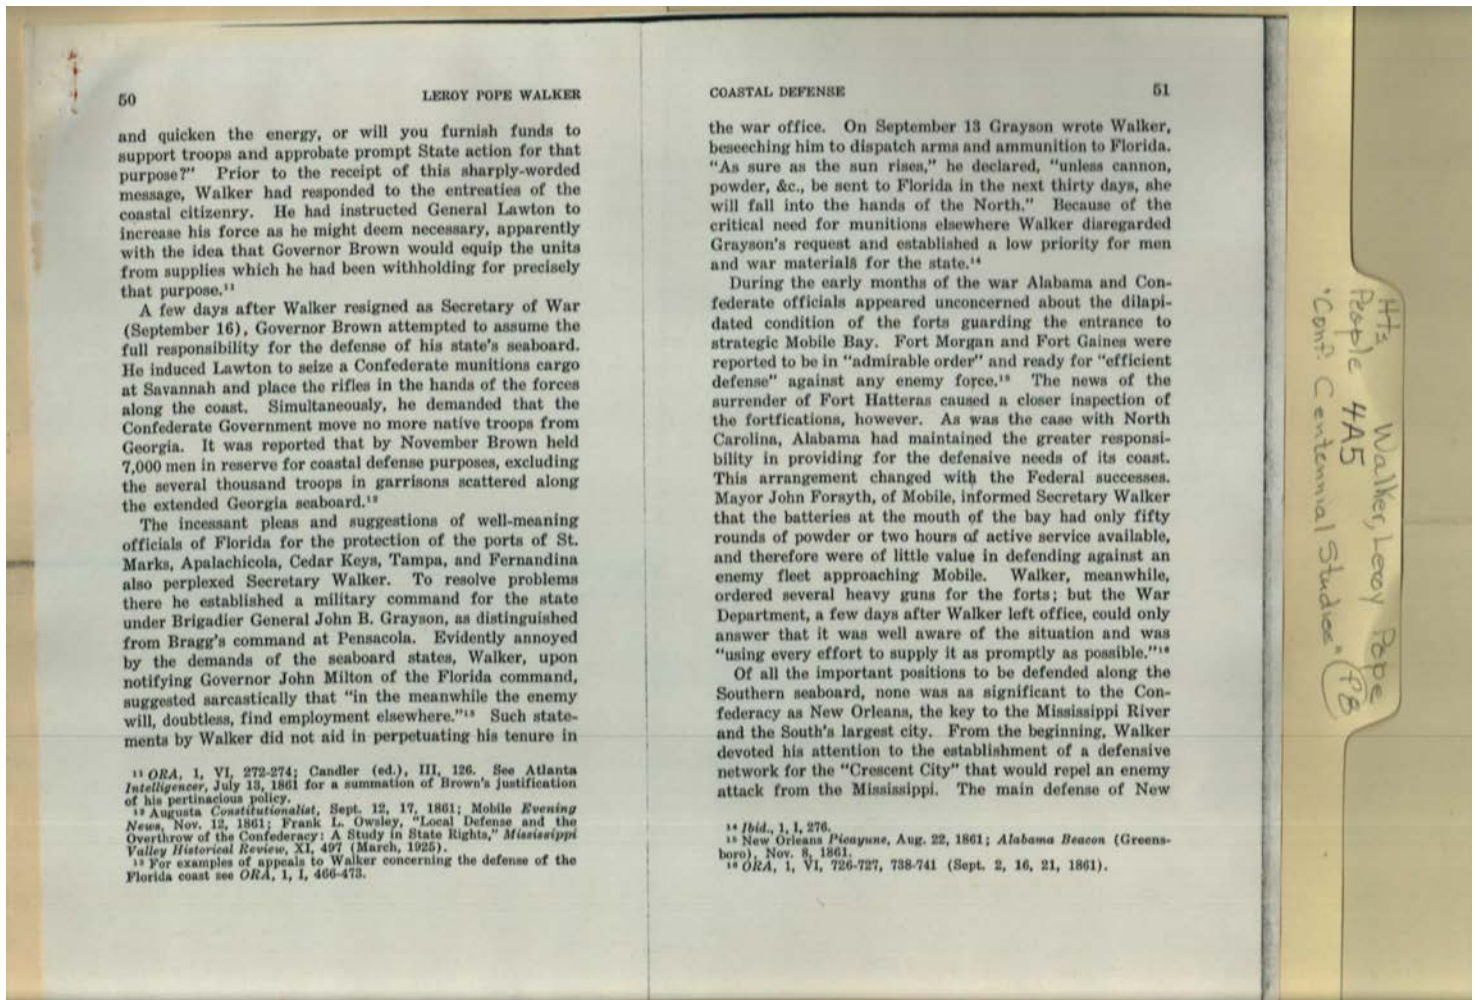 50
LEROY POPE WALKER
and quicken the energy, or will you furnish funds to
support troops and approbate prompt State action for that
purpose?" Prior to the receipt of this sharply-worded
message, Walker had responded to the entreaties of the
coastal citizenry. He had instructed General Lawton to
increase his force as he might deem necessary, apparently
with the idea that Governor Brown would equip the units
from supplies which he had been withholding for precisely
that purpose.¹¹
A few days after Walker resigned as Secretary of War
(September 16), Governor Brown attempted to assume the
full responsibility for the defense of his state's seaboard.
He induced Lawton to seize a Confederate munitions cargo
at Savannah and place the rifles in the hands of the forces
along the coast. Simultaneously, he demanded that the
Confederate Government move no more native troops from
Georgia. It was reported that by November Brown held
7,000 men in reserve for coastal defense purposes, excluding
the several thousand troops in garrisons scattered along
the extended Georgia seaboard.¹²
The incessant pleas and suggestions of well-meaning
officials of Florida for the protection of the ports of St.
Marks, Apalachicola, Cedar Keys, Tampa, and Fernandina
also perplexed Secretary Walker. To resolve problems
there he established a military command for the state
under Brigadier General John B. Grayson, as distinguished
from Bragg's command at Pensacola. Evidently annoyed
by the demands of the seaboard states, Walker, upon
notifying Governor John Milton of the Florida command,
suggested sarcastically that "in the meanwhile the enemy
will, doubtless, find employment elsewhere."¹³ Such state-
ments by Walker did not aid in perpetuating his tenure in
¹¹ ORA, 1, VI, 272-274; Candler (ed.), III, 126. See Atlanta
Intelligencer, July 13, 1861 for a summation of Brown's justification
of his pertinacious policy.
¹² Augusta Constitutionalist, Sept. 12, 17, 1861; Mobile Evening
News, Nov. 12, 1861; Frank L. Owsley, "Local Defense and the
Overthrow of the Confederacy: A Study in State Rights," Mississippi
Valley Historical Review, XI, 497 (March, 1925).
¹³ For examples of appeals to Walker concerning the defense of the
Florida coast see ORA, 1, I, 466-473.
COASTAL DEFENSE
51
the war office. On September 13 Grayson wrote Walker,
beseeching him to dispatch arms and ammunition to Florida.
"As sure as the sun rises," he declared, "unless cannon,
powder, &c., be sent to Florida in the next thirty days, she
will fall into the hands of the North." Because of the
critical need for munitions elsewhere Walker disregarded
Grayson's request and established a low priority for men
and war materials for the state.¹⁴
During the early months of the war Alabama and Con-
federate officials appeared unconcerned about the dilapi-
dated condition of the forts guarding the entrance to
strategic Mobile Bay. Fort Morgan and Fort Gaines were
reported to be in "admirable order" and ready for "efficient
defense" against any enemy force.¹⁵ The news of the
surrender of Fort Hatteras caused a closer inspection of
the fortfications, however. As was the case with North
Carolina, Alabama had maintained the greater responsi-
bility in providing for the defensive needs of its coast.
This arrangement changed with the Federal successes.
Mayor John Forsyth, of Mobile, informed Secretary Walker
that the batteries at the mouth of the bay had only fifty
rounds of powder or two hours of active service available,
and therefore were of little value in defending against an
enemy fleet approaching Mobile. Walker, meanwhile,
ordered several heavy guns for the forts; but the War
Department, a few days after Walker left office, could only
answer that it was well aware of the situation and was
"using every effort to supply it as promptly as possible."¹⁶
Of all the important positions to be defended along the
Southern seaboard, none was as significant to the Con-
federacy as New Orleans, the key to the Mississippi River
and the South's largest city. From the beginning, Walker
devoted his attention to the establishment of a defensive
network for the "Crescent City" that would repel an enemy
attack from the Mississippi. The main defense of New
¹⁴ Ibid., 1, I, 276.
¹⁵ New Orleans Picayune, Aug. 22, 1861; Alabama Beacon (Greens-
boro), Nov. 8, 1861.
¹⁶ ORA, 1, VI, 726-727, 738-741 (Sept. 2, 16, 21, 1861).
Hts
People Walker, Leroy Pope
4A5
"Conf. Centennial Studies" P8